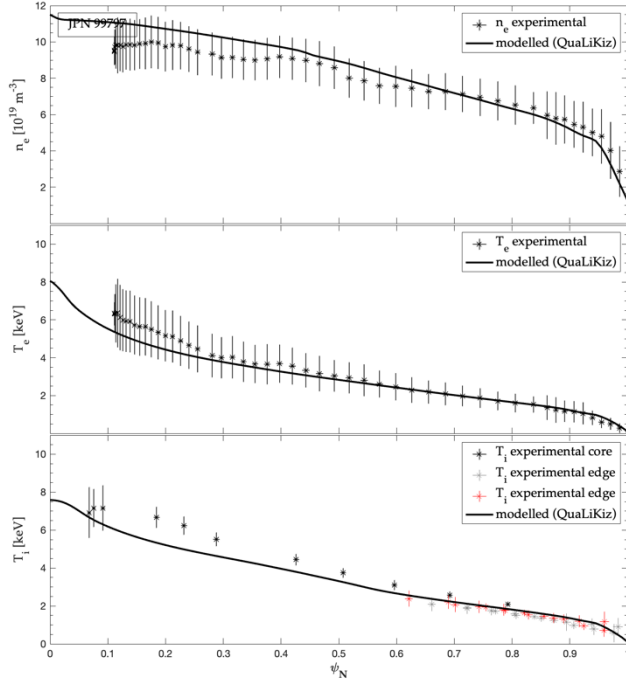 JPN 99797
n_e experimental
modelled (QuaLiKiz)
n_e [10^19 m^-3]
12
10
8
6
4
2
T_e experimental
modelled (QuaLiKiz)
T_e [keV]
10
8
6
4
2
T_i experimental core
T_i experimental edge
T_i experimental edge
modelled (QuaLiKiz)
T_i [keV]
10
8
6
4
2
0
0 0.1 0.2 0.3 0.4 0.5 0.6 0.7 0.8 0.9
ψ_N